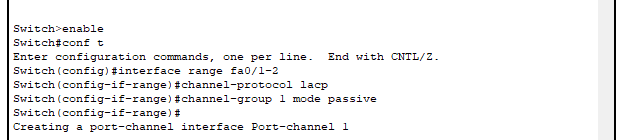 Switch>enable
Switch#conf t
Enter configuration commands, one per line.  End with CNTL/Z.
Switch(config)#interface range fa0/1-2
Switch(config-if-range)#channel-protocol lacp
Switch(config-if-range)#channel-group 1 mode passive
Switch(config-if-range)#
Creating a port-channel interface Port-channel 1